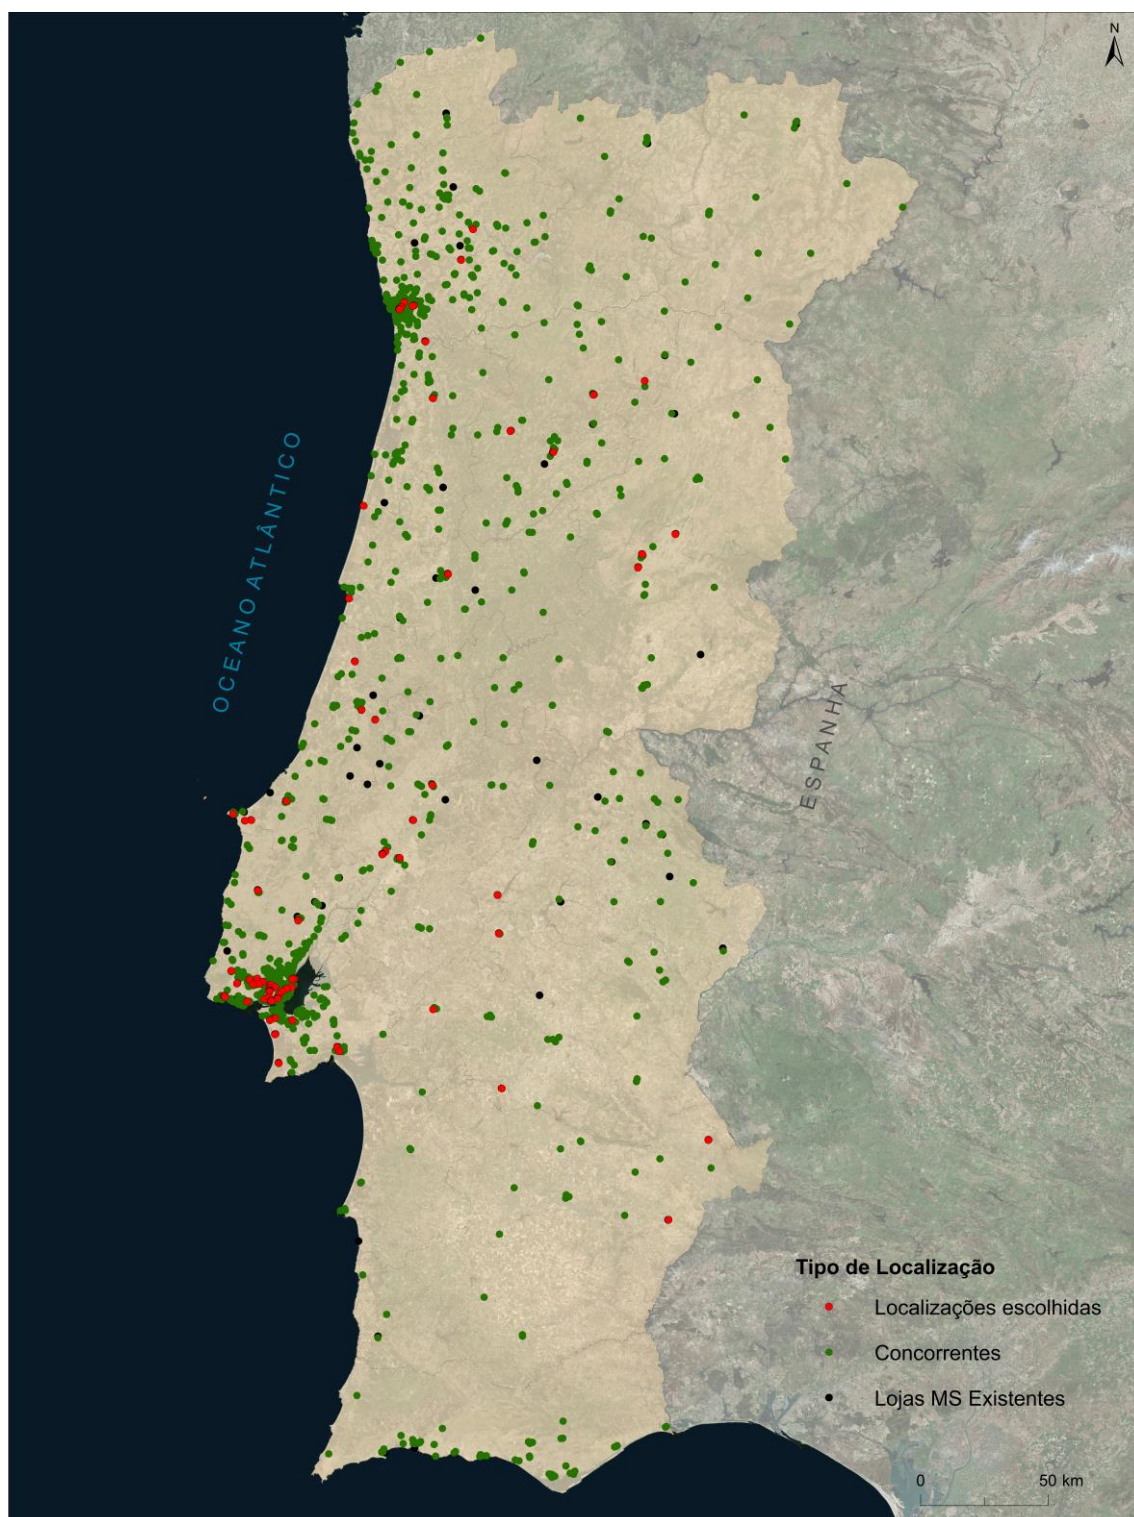 N
OCEANO ATLÂNTICO
ESPANHA
Tipo de Localização
Localizações escolhidas
Concorrentes
Lojas MS Existentes
0 50 km